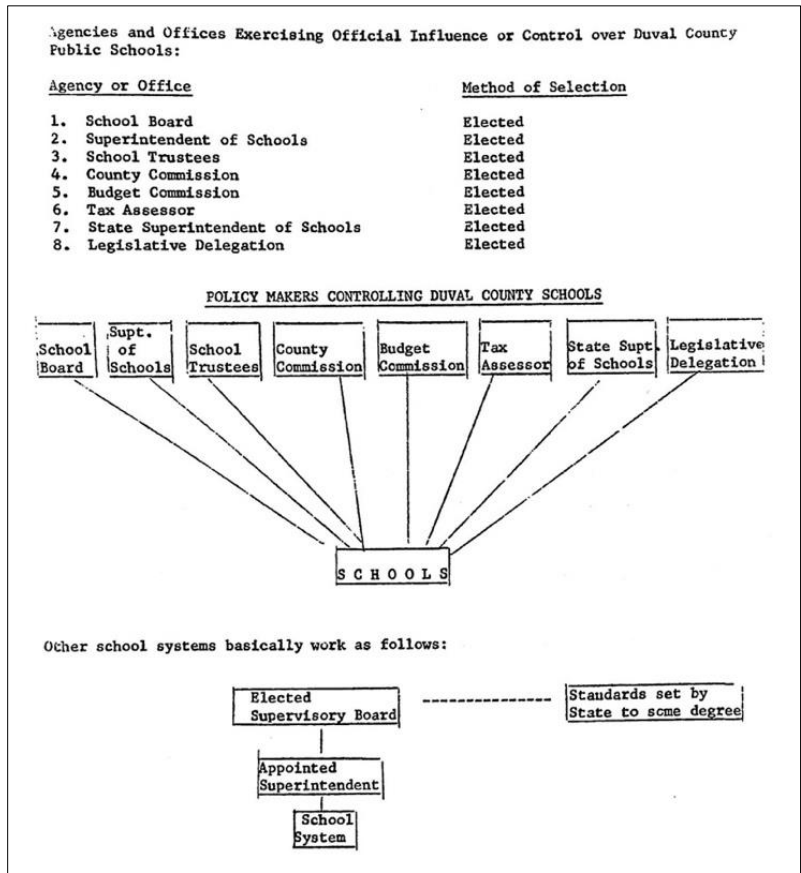 Agencies and Offices Exercising Official Influence or Control over Duval County
Public Schools:
Agency or Office Method of Selection
1. School Board Elected
2. Superintendent of Schools Elected
3. School Trustees Elected
4. County Commission Elected
5. Budget Commission Elected
6. Tax Assessor Elected
7. State Superintendent of Schools Elected
8. Legislative Delegation Elected
POLICY MAKERS CONTROLLING DUVAL COUNTY SCHOOLS
School
Board
Supt.
of
Schools
School
Trustees
County
Commission
Budget
Commission
Tax
Assessor
State Supt.
of Schools
Legislative
Delegation
S C H O O L S
Other school systems basically work as follows:
Elected
Supervisory Board
Standards set by
State to some degree
Appointed
Superintendent
School
System